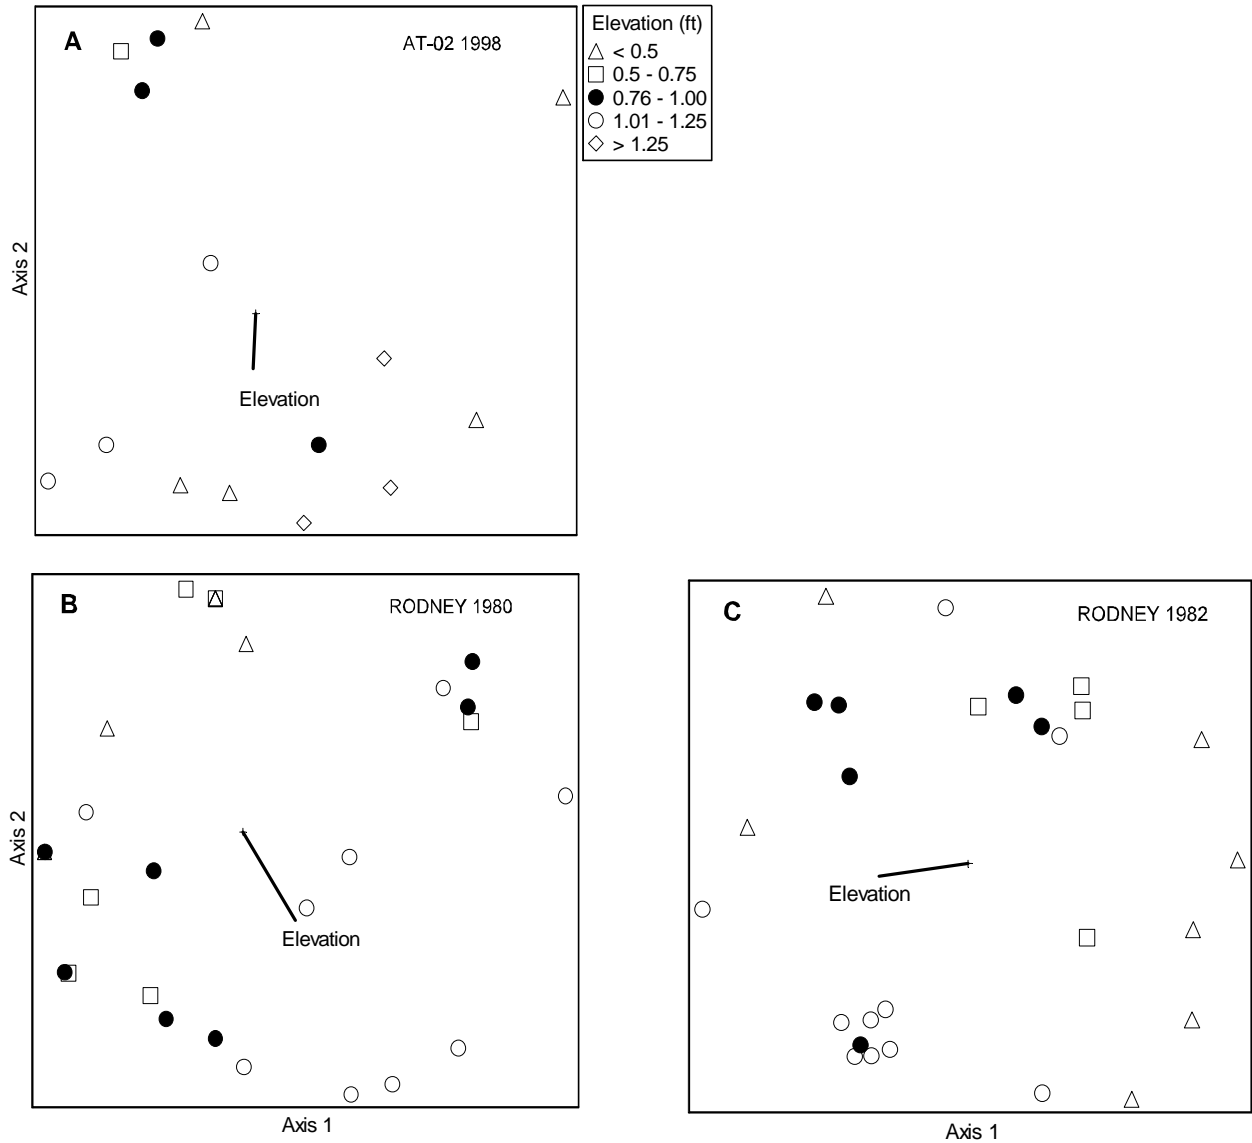 A
AT-02 1998
Elevation (ft)
< 0.5
0.5 - 0.75
0.76 - 1.00
1.01 - 1.25
> 1.25
Axis 2
Elevation
B
RODNEY 1980
Axis 2
Elevation
Axis 1
C
RODNEY 1982
Elevation
Axis 1